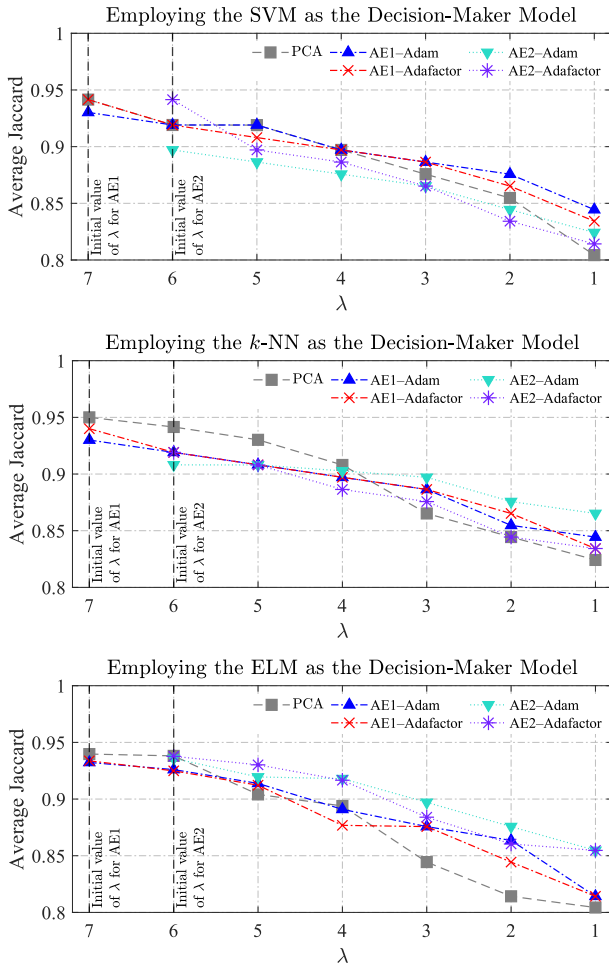 Employing the SVM as the Decision-Maker Model
PCA
AE1–Adam
AE2–Adam
AE1–Adafactor
AE2–Adafactor
Average Jaccard
1
0.95
0.9
0.85
0.8
Initial value
of λ for AE1
Initial value
of λ for AE2
7 6 5 4 3 2 1
λ
Employing the k-NN as the Decision-Maker Model
PCA
AE1–Adam
AE2–Adam
AE1–Adafactor
AE2–Adafactor
Average Jaccard
1
0.95
0.9
0.85
0.8
Initial value
of λ for AE1
Initial value
of λ for AE2
7 6 5 4 3 2 1
λ
Employing the ELM as the Decision-Maker Model
PCA
AE1–Adam
AE2–Adam
AE1–Adafactor
AE2–Adafactor
Average Jaccard
1
0.95
0.9
0.85
0.8
Initial value
of λ for AE1
Initial value
of λ for AE2
7 6 5 4 3 2 1
λ